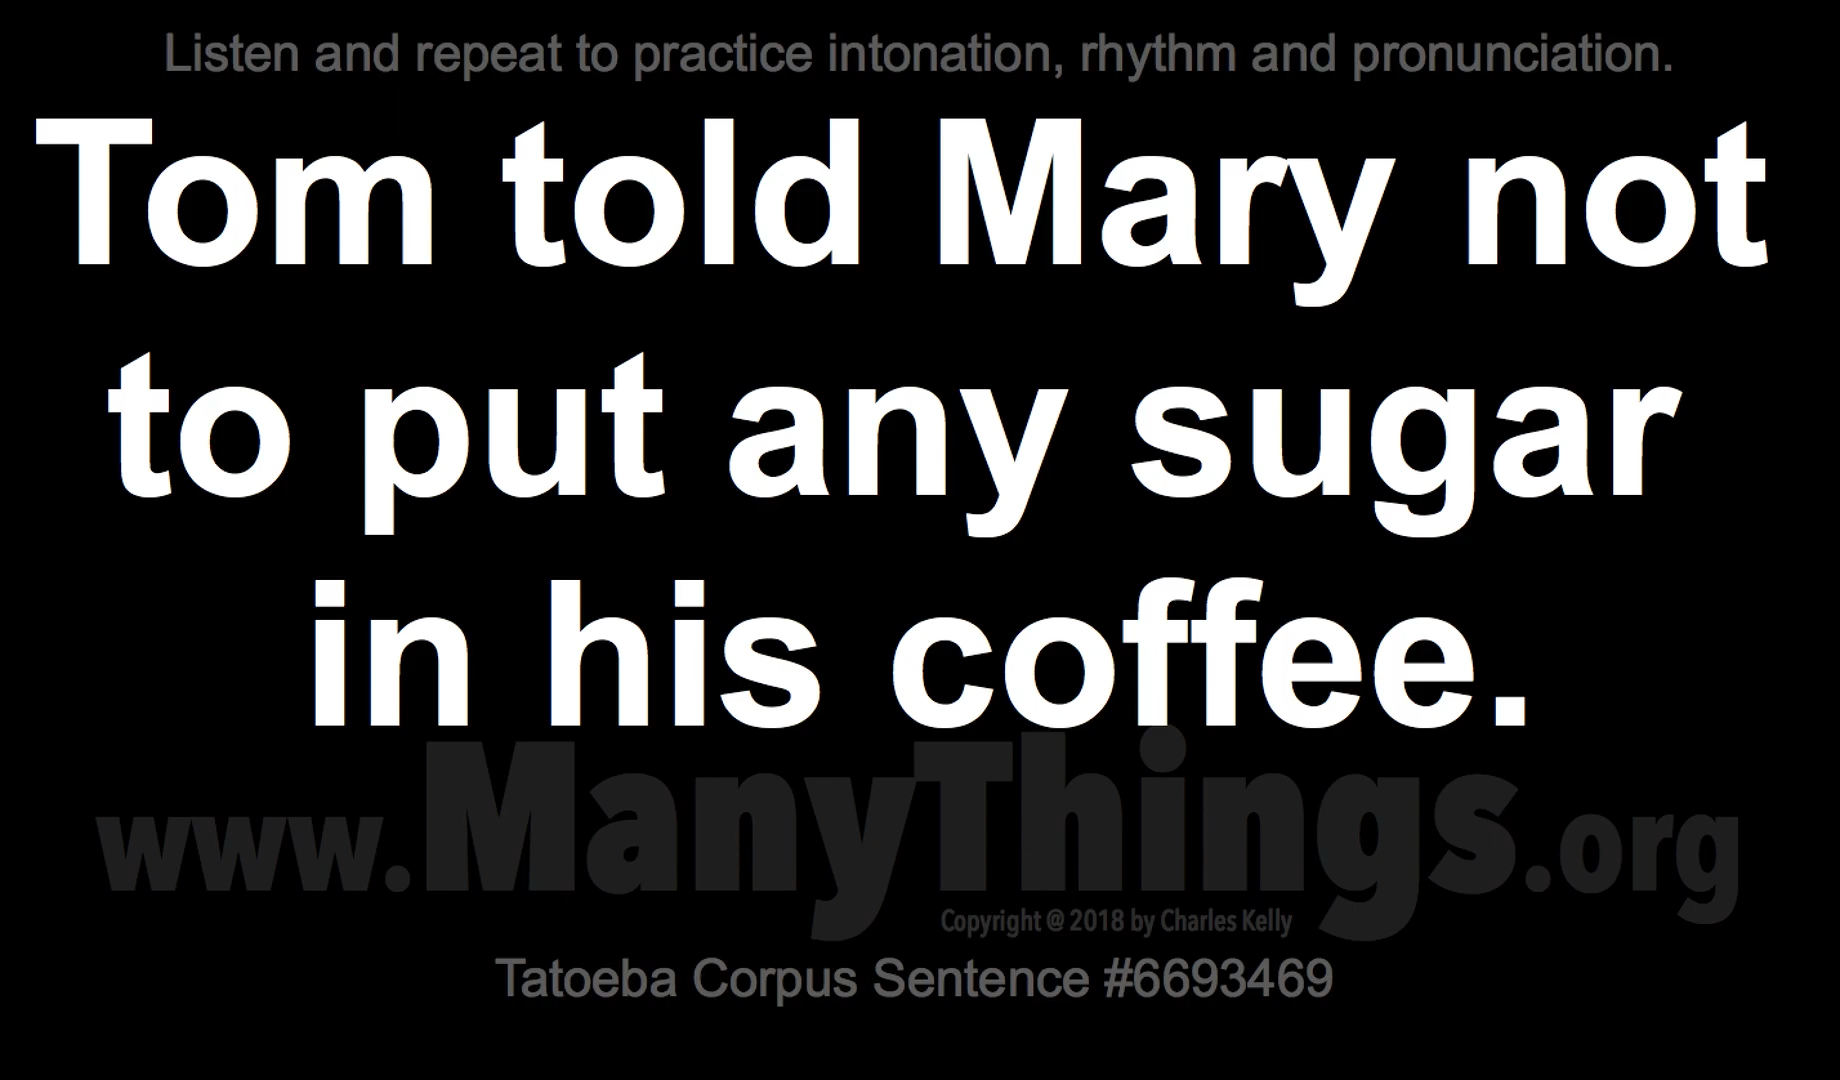 Listen and repeat to practice intonation, rhythm and pronunciation.
Tom told Mary not
to put any sugar
in his coffee.
www.ManyThings.org
Copyright @ 2018 by Charles Kelly
Tatoeba Corpus Sentence #6693469